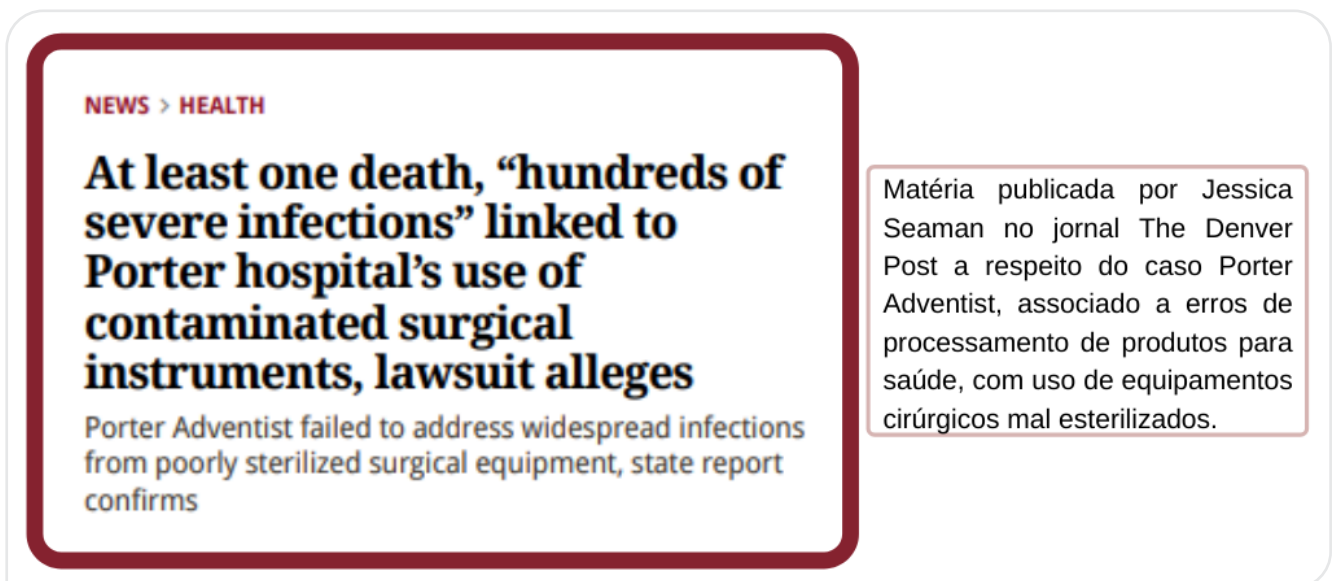 NEWS > HEALTH
At least one death, “hundreds of
severe infections” linked to
Porter hospital’s use of
contaminated surgical
instruments, lawsuit alleges
Porter Adventist failed to address widespread infections
from poorly sterilized surgical equipment, state report
confirms
Matéria publicada por Jessica
Seaman no jornal The Denver
Post a respeito do caso Porter
Adventist, associado a erros de
processamento de produtos para
saúde, com uso de equipamentos
cirúrgicos mal esterilizados.